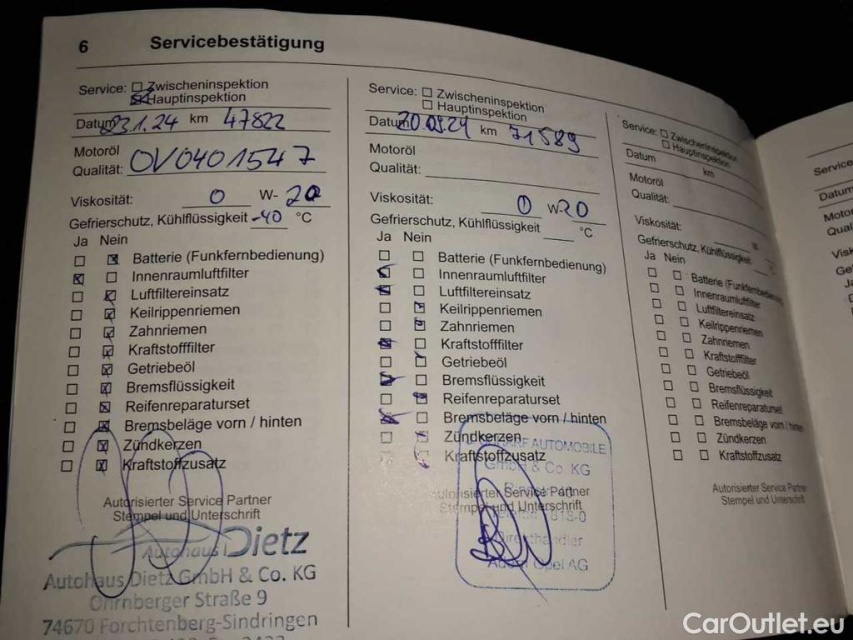 6 Servicebestätigung
Service: Zwischeninspektion
Hauptinspektion
Datum 23.1.24 km 47822
Motoröl
Qualität: OV0401547
Viskosität: 0 W- 20
Gefrierschutz, Kühlflüssigkeit -40 °C
Ja Nein
Batterie (Funkfernbedienung)
Innenraumluftfilter
Luftfiltereinsatz
Keilrippenriemen
Zahnriemen
Kraftstofffilter
Getriebeöl
Bremsflüssigkeit
Reifenreparaturset
Bremsbeläge vorn / hinten
Zündkerzen
Kraftstoffzusatz
Autorisierter Service Partner
Stempel und Unterschrift
Autohaus Dietz
Autohaus Dietz GmbH & Co. KG
Öhrnberger Straße 9
74670 Forchtenberg-Sindringen
Service: Zwischeninspektion
Hauptinspektion
Datum km 71589
Motoröl
Qualität:
Viskosität: 0 W-20
Gefrierschutz, Kühlflüssigkeit °C
Ja Nein
Batterie (Funkfernbedienung)
Innenraumluftfilter
Luftfiltereinsatz
Keilrippenriemen
Zahnriemen
Kraftstofffilter
Getriebeöl
Bremsflüssigkeit
Reifenreparaturset
Bremsbeläge vorn / hinten
Zündkerzen
Kraftstoffzusatz
AUTOMOBILE
GmbH & Co. KG
Autorisierter Service Partner
Stempel und Unterschrift
Adam Opel AG
Service: Zwischeninspektion
Hauptinspektion
Datum km
Motoröl
Qualität:
Viskosität:
Gefrierschutz, Kühlflüssigkeit
Ja Nein
Batterie
Innenraumluftfilter
Luftfiltereinsatz
Keilrippenriemen
Zahnriemen
Kraftstofffilter
Getriebeöl
Bremsflüssigkeit
Reifenreparaturset
Bremsbeläge vorn / hinten
Zündkerzen
Kraftstoffzusatz
Autorisierter Service Partner
Stempel und Unterschrift
Service
Datum
CarOutlet.eu